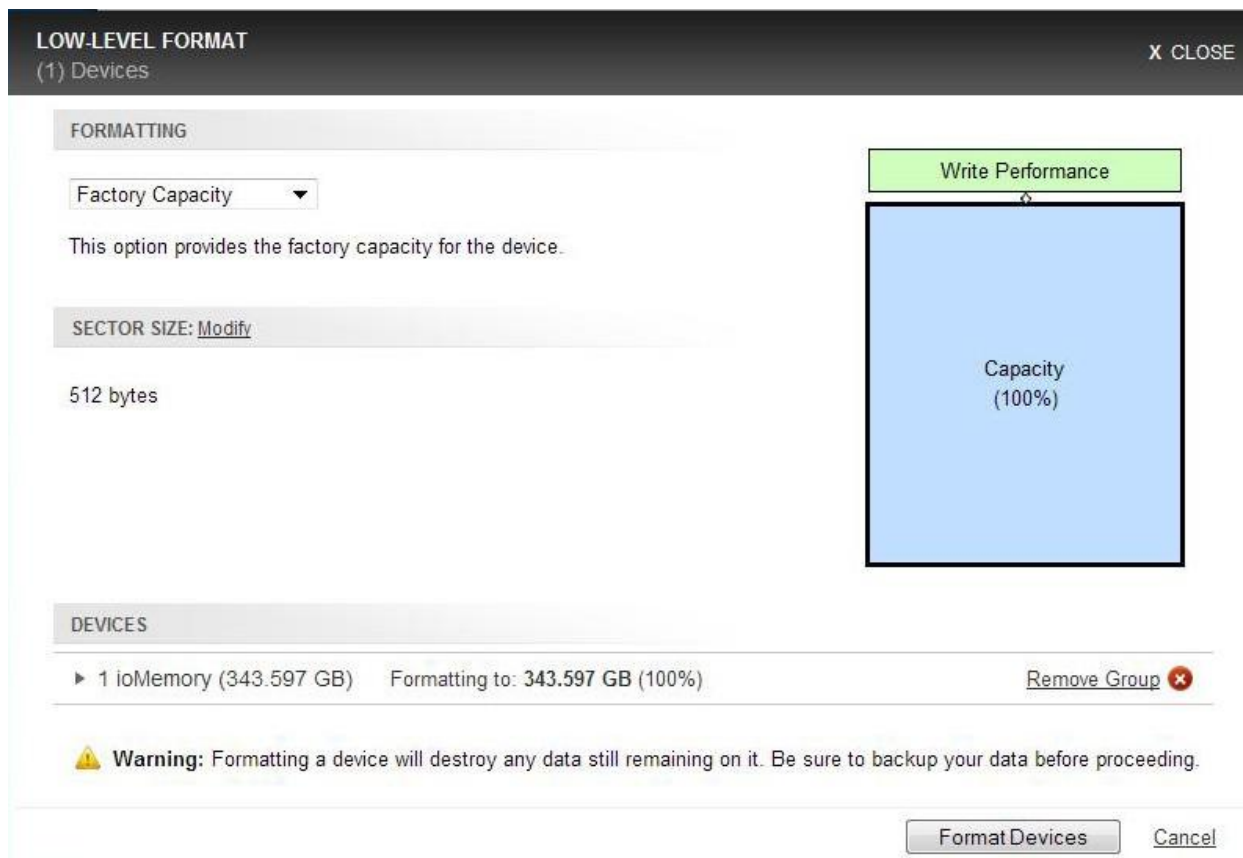 LOW-LEVEL FORMAT
(1) Devices
X CLOSE
FORMATTING
Factory Capacity
This option provides the factory capacity for the device.
SECTOR SIZE: Modify
512 bytes
Write Performance
Capacity
(100%)
DEVICES
1 ioMemory (343.597 GB) Formatting to: 343.597 GB (100%) Remove Group
Warning: Formatting a device will destroy any data still remaining on it. Be sure to backup your data before proceeding.
Format Devices Cancel